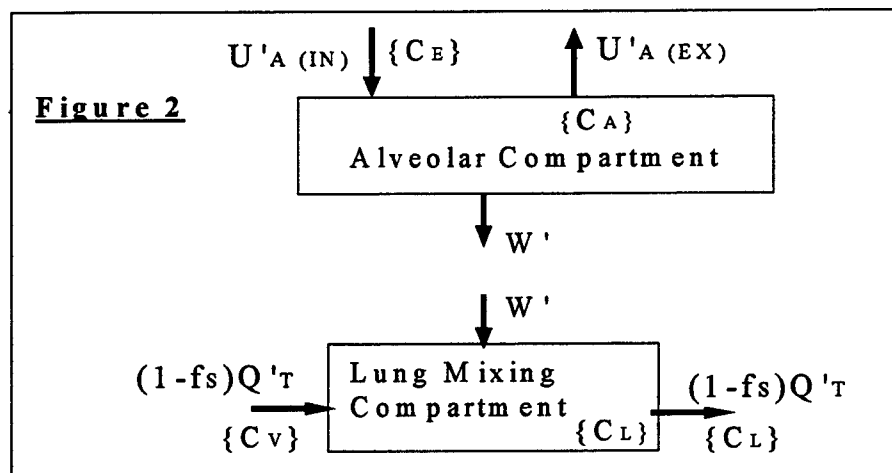 U'A (IN) {CE} U'A (EX)
Figure 2
{CA}
Alveolar Compartment
W'
W'
(1-fs)Q'T Lung Mixing (1-fs)Q'T
Compartment
{CV} {CL} {CL}